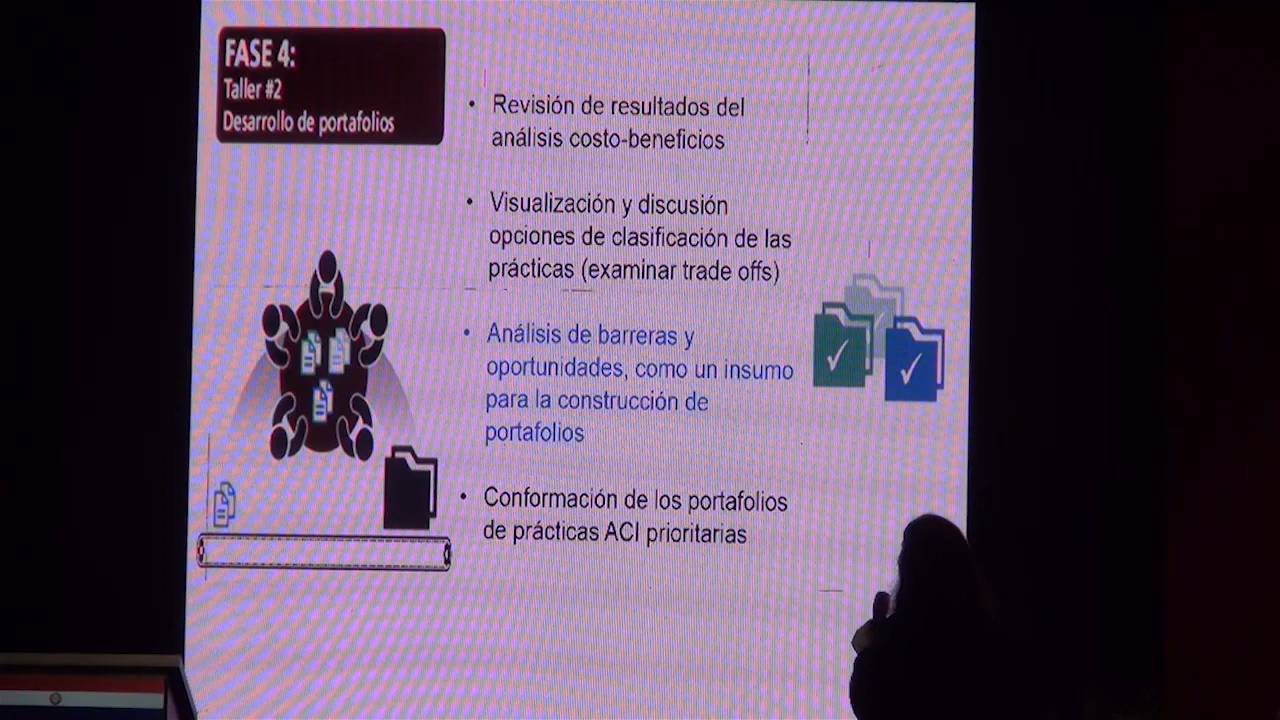 FASE 4:
Taller #2
Desarrollo de portafolios
• Revisión de resultados del
análisis costo-beneficios
• Visualización y discusión
opciones de clasificación de las
prácticas (examinar trade offs)
• Análisis de barreras y
oportunidades, como un insumo
para la construcción de
portafolios
• Conformación de los portafolios
de prácticas ACI prioritarias